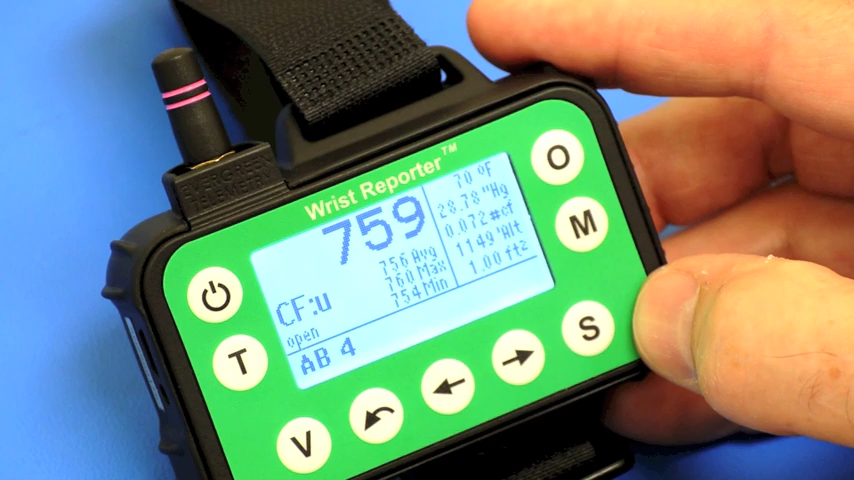 EVERGREEN
TELEMETRY
Wrist Reporter™
759
756 Avg
760 Max
754 Min
CF:u
open
AB 4
70 °F
28.78 "Hg
0.072 #cf
1149 'Alt
1.00 ft²
O
M
S
T
V